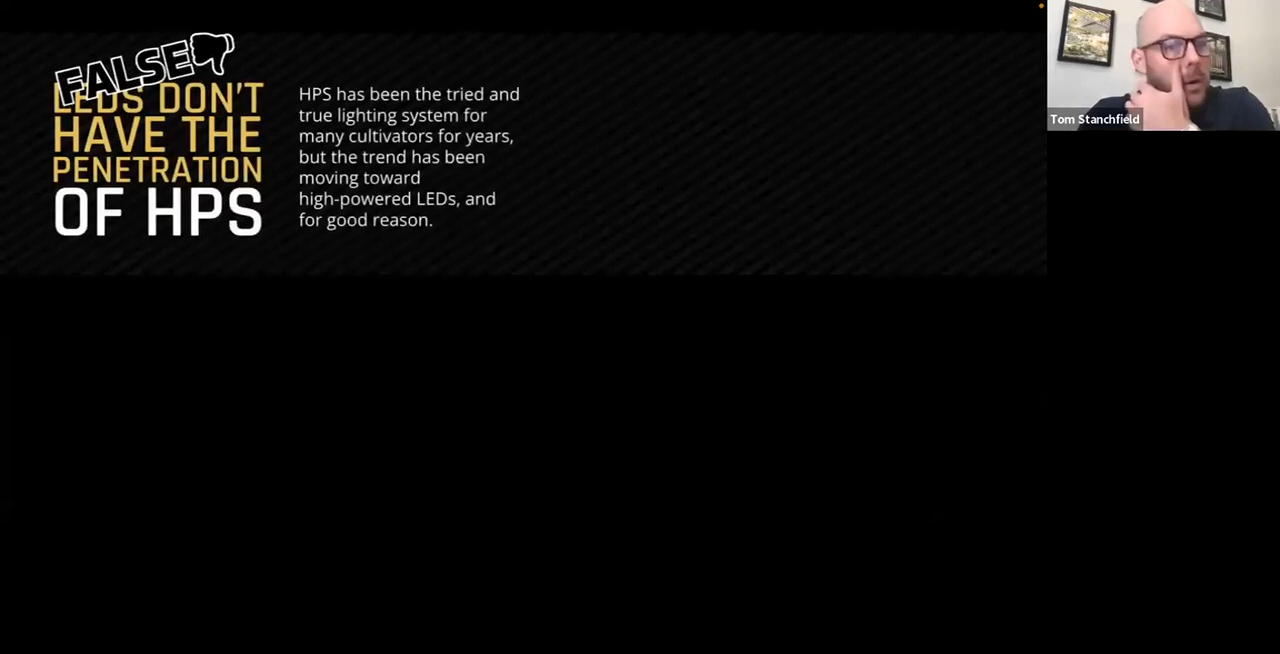 FALSE
LEDS DON'T
HAVE THE
PENETRATION
OF HPS
HPS has been the tried and
true lighting system for
many cultivators for years,
but the trend has been
moving toward
high-powered LEDs, and
for good reason.
Tom Stanchfield